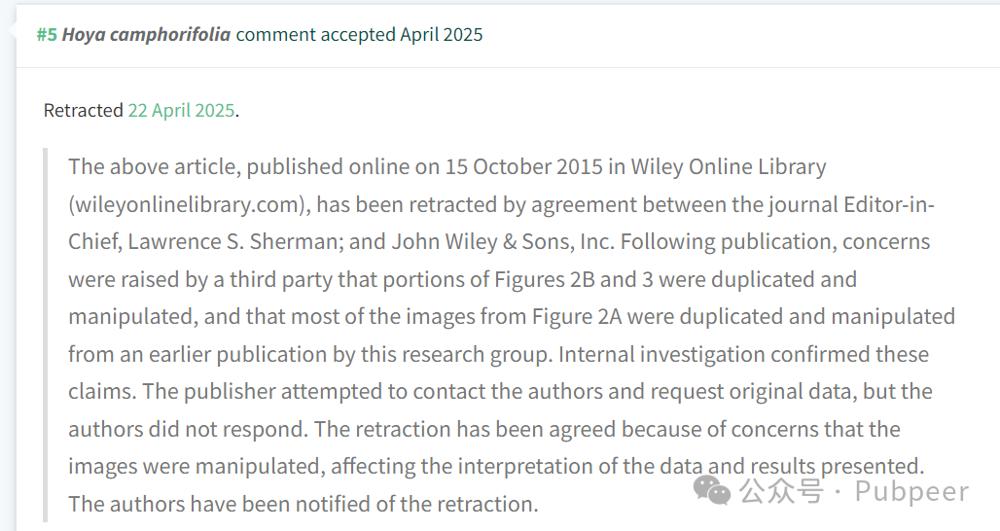 #5 Hoya camphorifolia comment accepted April 2025
Retracted 22 April 2025.
The above article, published online on 15 October 2015 in Wiley Online Library
(wileyonlinelibrary.com), has been retracted by agreement between the journal Editor-in-
Chief, Lawrence S. Sherman; and John Wiley & Sons, Inc. Following publication, concerns
were raised by a third party that portions of Figures 2B and 3 were duplicated and
manipulated, and that most of the images from Figure 2A were duplicated and manipulated
from an earlier publication by this research group. Internal investigation confirmed these
claims. The publisher attempted to contact the authors and request original data, but the
authors did not respond. The retraction has been agreed because of concerns that the
images were manipulated, affecting the interpretation of the data and results presented.
The authors have been notified of the retraction.
公众号 · Pubpeer